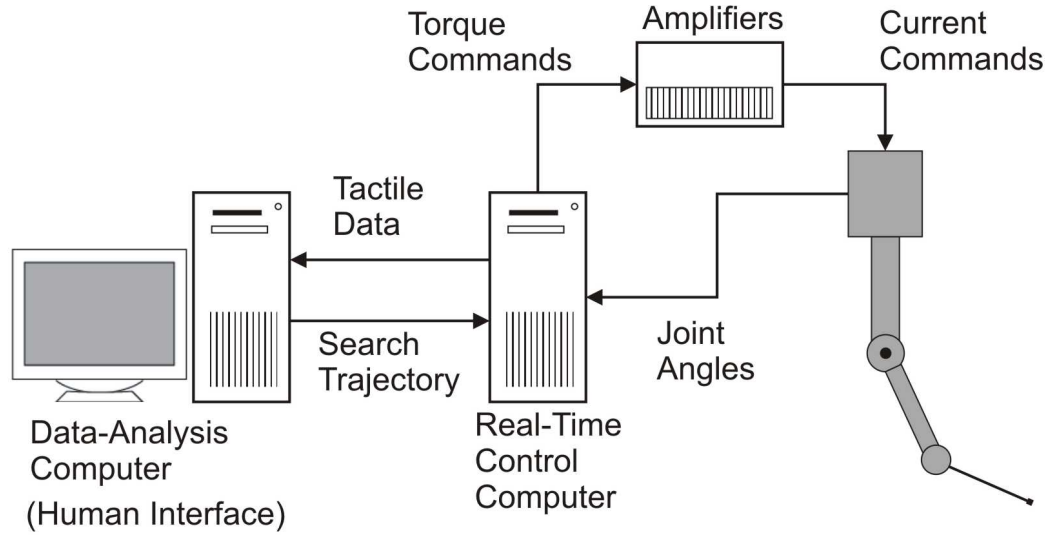 Torque
Commands
Amplifiers
Current
Commands
Tactile
Data
Search
Trajectory
Joint
Angles
Data-Analysis
Computer
(Human Interface)
Real-Time
Control
Computer